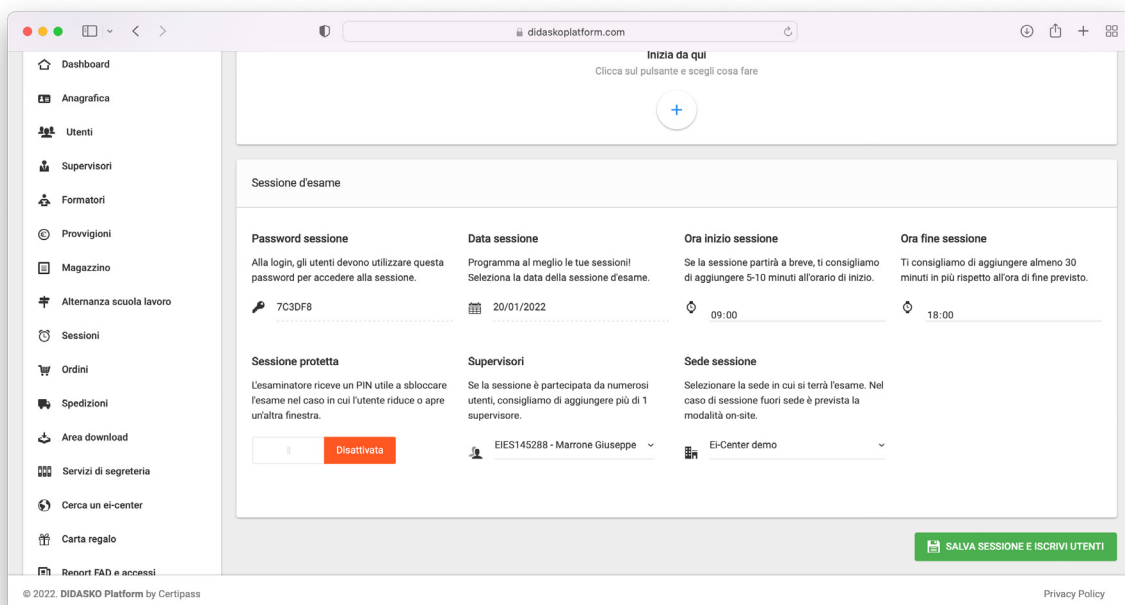 didaskoplatform.com
Dashboard
Anagrafica
Utenti
Supervisori
Formatori
Provvigioni
Magazzino
Alternanza scuola lavoro
Sessioni
Ordini
Spedizioni
Area download
Servizi di segreteria
Cerca un ei-center
Carta regalo
Report FAD e accessi
Inizia da qui
Clicca sul pulsante e scegli cosa fare
Sessione d'esame
Password sessione
Alla login, gli utenti devono utilizzare questa
password per accedere alla sessione.
7C3DF8
Data sessione
Programma al meglio le tue sessioni!
Seleziona la data della sessione d'esame.
20/01/2022
Ora inizio sessione
Se la sessione partirà a breve, ti consigliamo
di aggiungere 5-10 minuti all'orario di inizio.
09:00
Ora fine sessione
Ti consigliamo di aggiungere almeno 30
minuti in più rispetto all'ora di fine previsto.
18:00
Sessione protetta
L'esaminatore riceve un PIN utile a sbloccare
l'esame nel caso in cui l'utente riduce o apre
un'altra finestra.
Disattivata
Supervisori
Se la sessione è partecipata da numerosi
utenti, consigliamo di aggiungere più di 1
supervisore.
EIES145288 - Marrone Giuseppe
Sede sessione
Selezionare la sede in cui si terrà l'esame. Nel
caso di sessione fuori sede è prevista la
modalità on-site.
Ei-Center demo
SALVA SESSIONE E ISCRIVI UTENTI
© 2022. DIDASKO Platform by Certipass
Privacy Policy